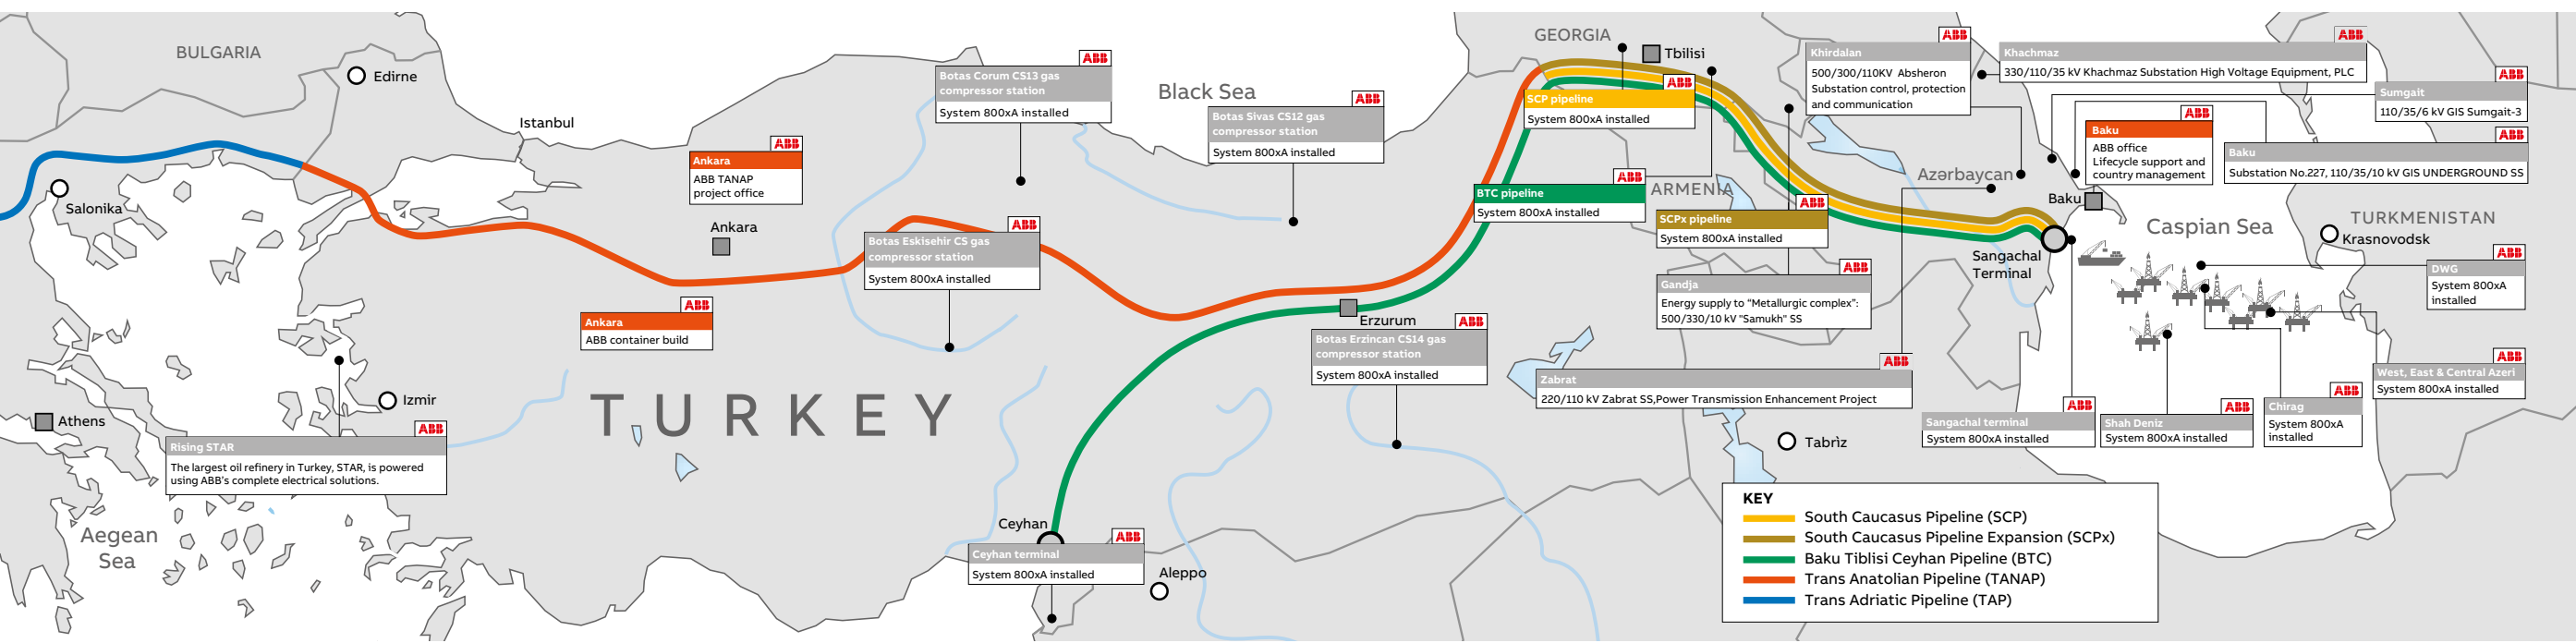 BULGARIA
Edirne
Istanbul
Salonika
Athens
Aegean
Sea
Izmir
ABB
Rising STAR
The largest oil refinery in Turkey, STAR, is powered
using ABB's complete electrical solutions.
ABB
Ankara
ABB TANAP
project office
Ankara
ABB
Ankara
ABB container build
TURKEY
ABB
Botas Corum CS13 gas
compressor station
System 800xA installed
ABB
Botas Eskisehir CS gas
compressor station
System 800xA installed
Black Sea
ABB
Botas Sivas CS12 gas
compressor station
System 800xA installed
Erzurum
ABB
Botas Erzincan CS14 gas
compressor station
System 800xA installed
Ceyhan
ABB
Ceyhan terminal
System 800xA installed
Aleppo
GEORGIA
Tbilisi
ABB
SCP pipeline
System 800xA installed
ABB
BTC pipeline
System 800xA installed
ARMENIA
ABB
SCPx pipeline
System 800xA installed
ABB
Gandja
Energy supply to "Metallurgic complex":
500/330/10 kV "Samukh" SS
ABB
Zabrat
220/110 kV Zabrat SS,Power Transmission Enhancement Project
Tabriz
ABB
Khirdalan
500/300/110KV Absheron
Substation control, protection
and communication
ABB
Khachmaz
330/110/35 kV Khachmaz Substation High Voltage Equipment, PLC
ABB
Sumgait
110/35/6 kV GIS Sumgait-3
ABB
Baku
ABB office
Lifecycle support and
country management
ABB
Baku
Substation No.227, 110/35/10 kV GIS UNDERGROUND SS
Azərbaycan
Baku
Sangachal
Terminal
Caspian Sea
TURKMENISTAN
Krasnovodsk
ABB
DWG
System 800xA
installed
ABB
West, East & Central Azeri
System 800xA installed
ABB
Chirag
System 800xA
installed
ABB
Shah Deniz
System 800xA installed
ABB
Sangachal terminal
System 800xA installed
KEY
South Caucasus Pipeline (SCP)
South Caucasus Pipeline Expansion (SCPx)
Baku Tiblisi Ceyhan Pipeline (BTC)
Trans Anatolian Pipeline (TANAP)
Trans Adriatic Pipeline (TAP)